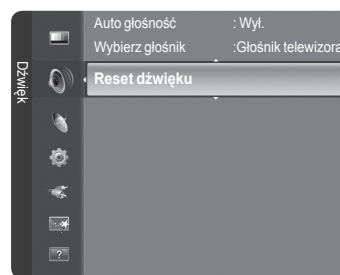 Dźwięk
Auto głośność : Wył.
Wybierz głośnik :Głośnik telewizora
Reset dźwięku
?